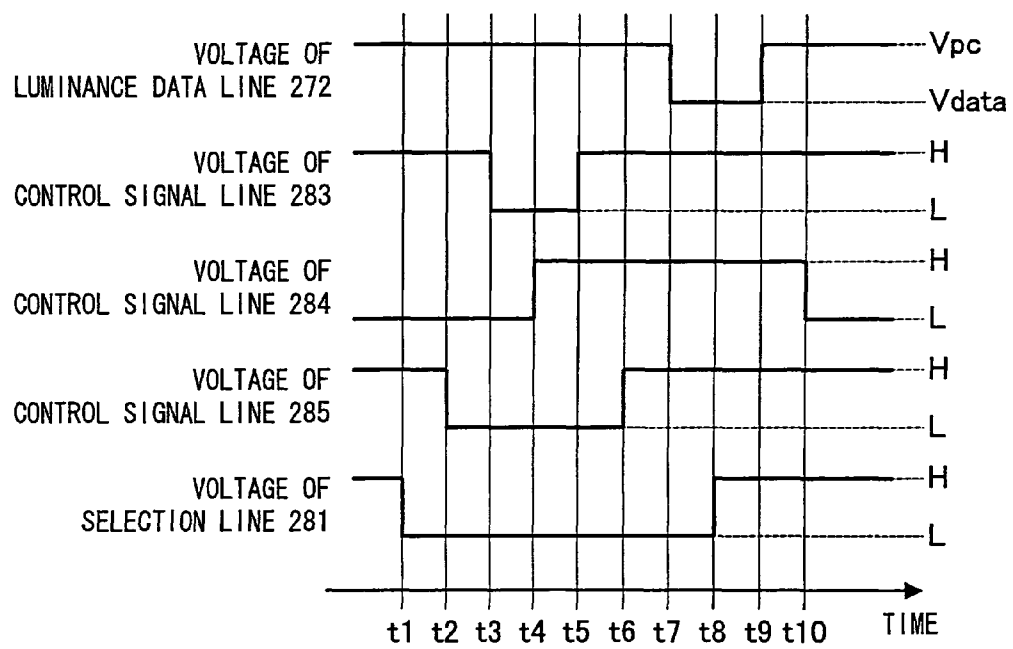 VOLTAGE OF
LUMINANCE DATA LINE 272
Vpc
Vdata
VOLTAGE OF
CONTROL SIGNAL LINE 283
H
L
VOLTAGE OF
CONTROL SIGNAL LINE 284
H
L
VOLTAGE OF
CONTROL SIGNAL LINE 285
H
L
VOLTAGE OF
SELECTION LINE 281
H
L
t1 t2 t3 t4 t5 t6 t7 t8 t9 t10 TIME